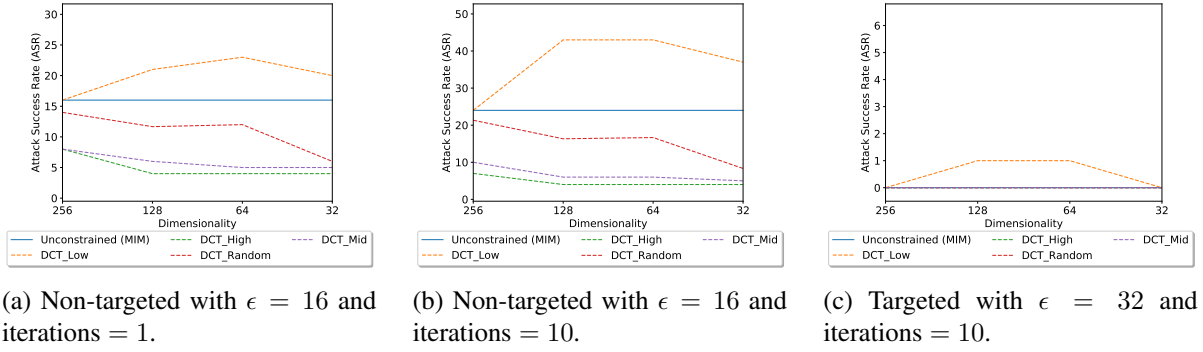 30
25
20
15
10
5
0
Attack Success Rate (ASR)
256 128 64 32
Dimensionality
Unconstrained (MIM) DCT_High DCT_Mid
DCT_Low DCT_Random
(a) Non-targeted with ϵ = 16 and
iterations = 1.
50
40
30
20
10
0
Attack Success Rate (ASR)
256 128 64 32
Dimensionality
Unconstrained (MIM) DCT_High DCT_Mid
DCT_Low DCT_Random
(b) Non-targeted with ϵ = 16 and
iterations = 10.
6
5
4
3
2
1
0
Attack Success Rate (ASR)
256 128 64 32
Dimensionality
Unconstrained (MIM) DCT_High DCT_Mid
DCT_Low DCT_Random
(c) Targeted with ϵ = 32 and
iterations = 10.